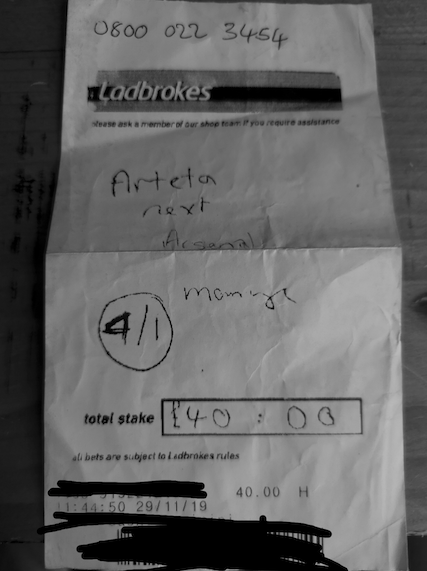 0800 022 3454
Ladbrokes
please ask a member of our shop team if you require assistance
Arteta
next
Arsenal
manager
4/1
total stake £40 : 00
all bets are subject to Ladbrokes rules
40.00 H
11:44:50 29/11/19